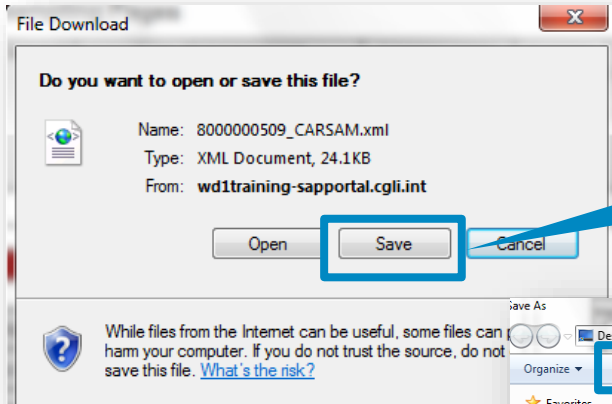 File Download
Do you want to open or save this file?
Name: 8000000509_CARSAM.xml
Type: XML Document, 24.1KB
From: wd1training-sapportal.cgli.int
Open Save Cancel
While files from the Internet can be useful, some files can
harm your computer. If you do not trust the source, do not
save this file. What's the risk?
Save As
Organize
Favorites